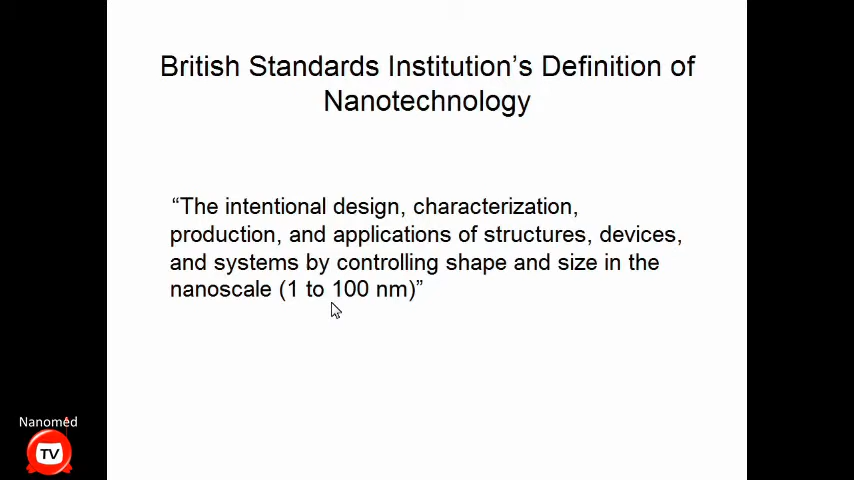 British Standards Institution’s Definition of
Nanotechnology
“The intentional design, characterization,
production, and applications of structures, devices,
and systems by controlling shape and size in the
nanoscale (1 to 100 nm)”
Nanomed
TV